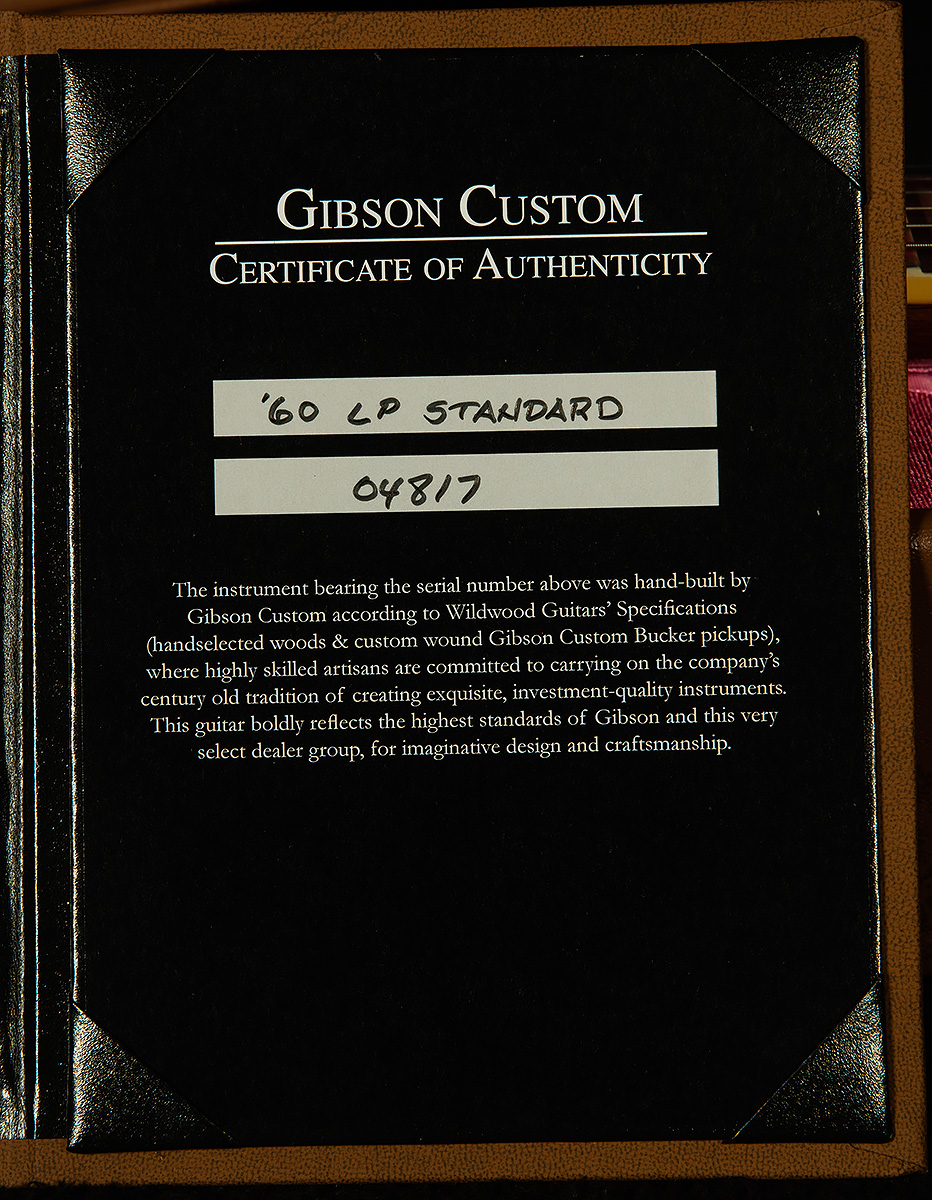 GIBSON CUSTOM
CERTIFICATE OF AUTHENTICITY
'60 LP STANDARD
04817
The instrument bearing the serial number above was hand-built by
Gibson Custom according to Wildwood Guitars' Specifications
(handselected woods & custom wound Gibson Custom Bucker pickups),
where highly skilled artisans are committed to carrying on the company's
century old tradition of creating exquisite, investment-quality instruments.
This guitar boldly reflects the highest standards of Gibson and this very
select dealer group, for imaginative design and craftsmanship.